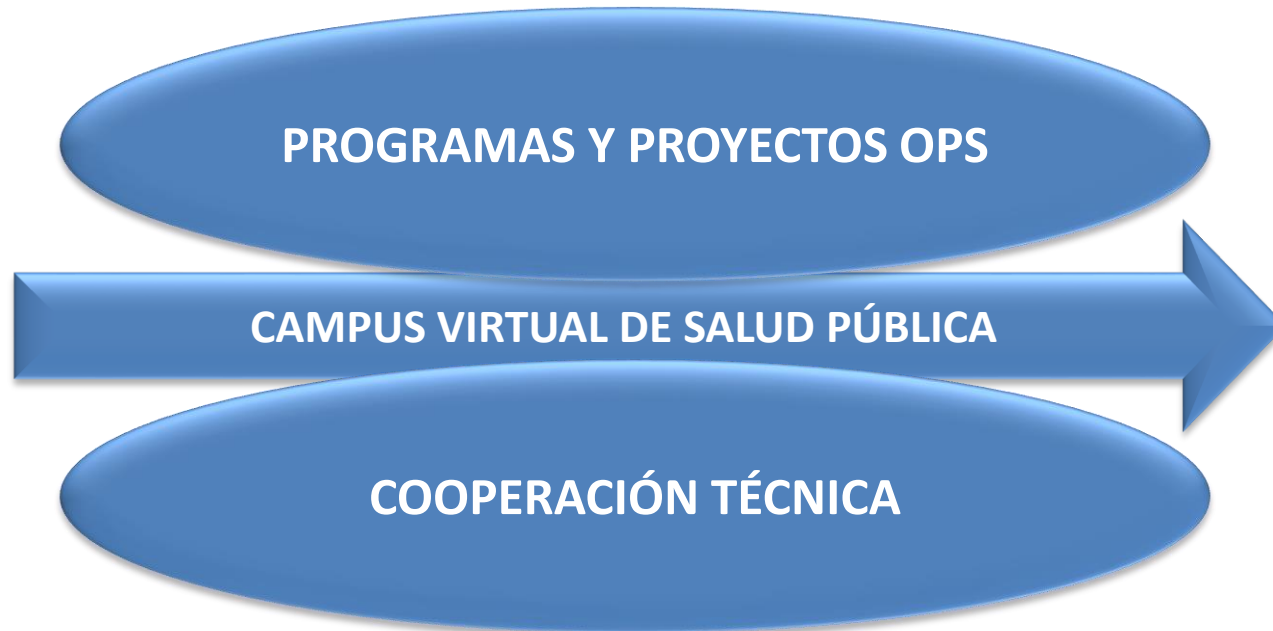 PROGRAMAS Y PROYECTOS OPS
CAMPUS VIRTUAL DE SALUD PÚBLICA
COOPERACIÓN TÉCNICA